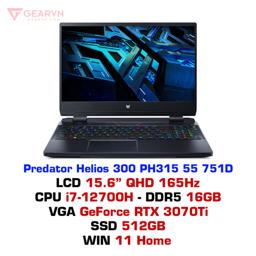 GEARVN
Predator Helios 300 PH315 55 751D
LCD 15.6” QHD 165Hz
CPU i7-12700H - DDR5 16GB
VGA GeForce RTX 3070Ti
SSD 512GB
WIN 11 Home